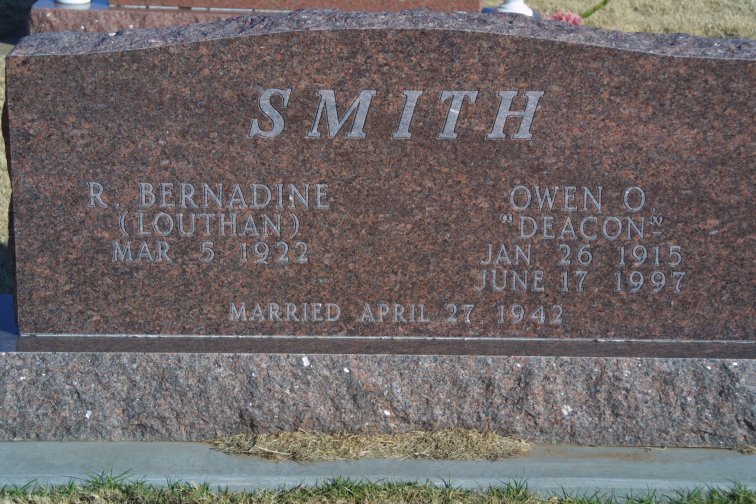 SMITH
R. BERNADINE
(LOUTHAN)
MAR. 5, 1922
OWEN O.
"DEACON"
JAN. 26, 1915
JUNE 17, 1997
MARRIED APRIL 27, 1942